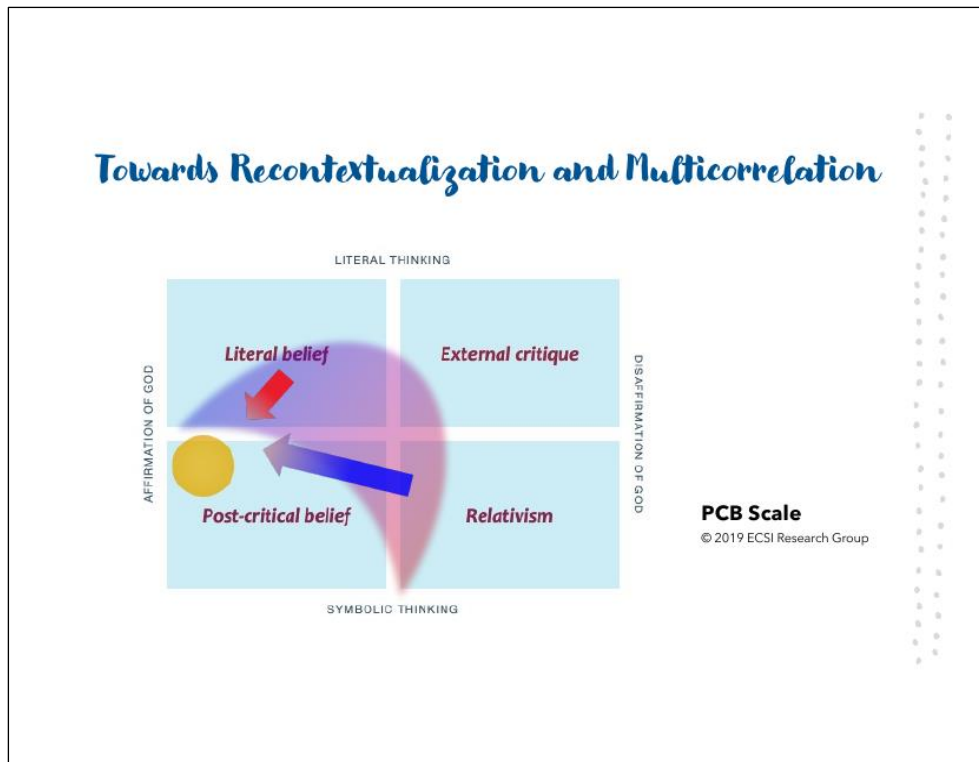 Towards Recontextualization and Multicorrelation
LITERAL THINKING
Literal belief
External critique
AFFIRMATION OF GOD
DISAFFIRMATION OF GOD
Post-critical belief
Relativism
SYMBOLIC THINKING
PCB Scale
© 2019 ECSI Research Group